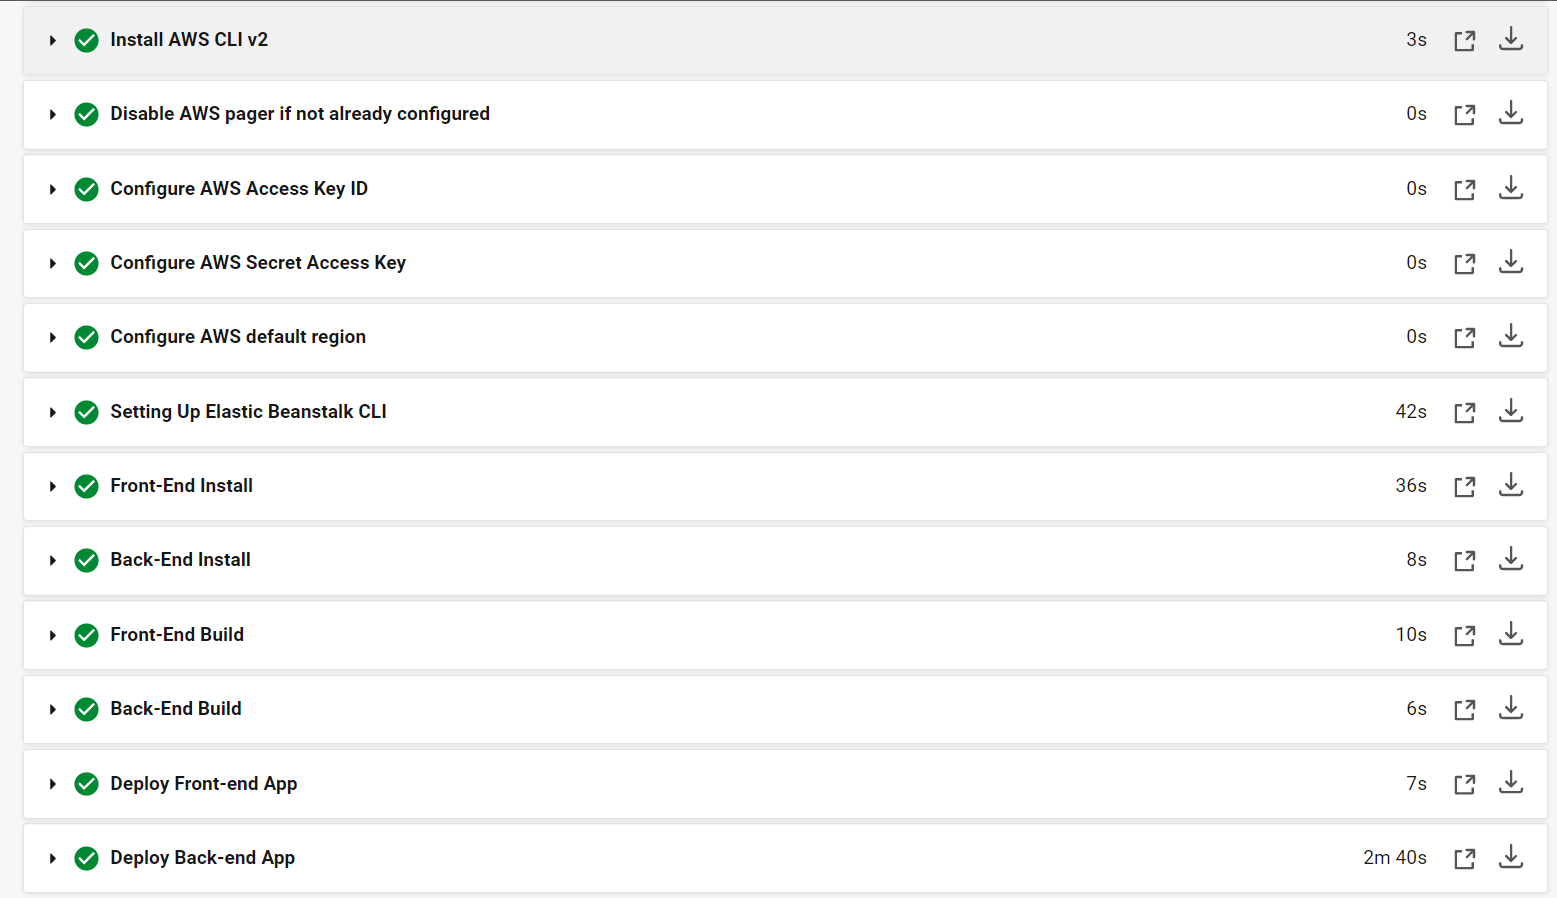 Install AWS CLI v2 3s
Disable AWS pager if not already configured 0s
Configure AWS Access Key ID 0s
Configure AWS Secret Access Key 0s
Configure AWS default region 0s
Setting Up Elastic Beanstalk CLI 42s
Front-End Install 36s
Back-End Install 8s
Front-End Build 10s
Back-End Build 6s
Deploy Front-end App 7s
Deploy Back-end App 2m 40s